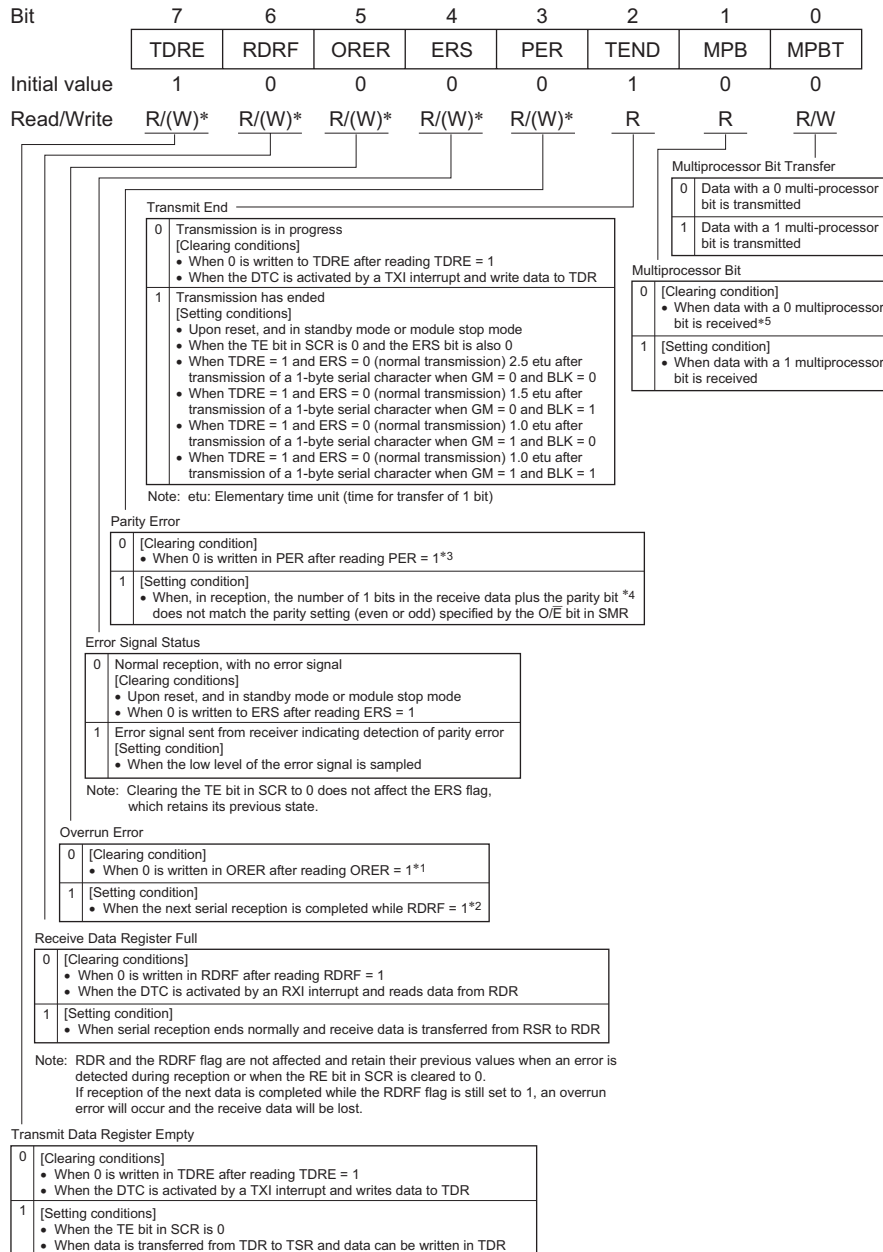 Bit 7 6 5 4 3 2 1 0
TDRE RDRF ORER ERS PER TEND MPB MPBT
Initial value 1 0 0 0 0 1 0 0
Read/Write R/(W)* R/(W)* R/(W)* R/(W)* R/(W)* R R R/W
Multiprocessor Bit Transfer
0 Data with a 0 multi-processor
bit is transmitted
1 Data with a 1 multi-processor
bit is transmitted
Multiprocessor Bit
0 [Clearing condition]
• When data with a 0 multiprocessor
bit is received*5
1 [Setting condition]
• When data with a 1 multiprocessor
bit is received
Transmit End
0 Transmission is in progress
[Clearing conditions]
• When 0 is written to TDRE after reading TDRE = 1
• When the DTC is activated by a TXI interrupt and write data to TDR
1 Transmission has ended
[Setting conditions]
• Upon reset, and in standby mode or module stop mode
• When the TE bit in SCR is 0 and the ERS bit is also 0
• When TDRE = 1 and ERS = 0 (normal transmission) 2.5 etu after
transmission of a 1-byte serial character when GM = 0 and BLK = 0
• When TDRE = 1 and ERS = 0 (normal transmission) 1.5 etu after
transmission of a 1-byte serial character when GM = 0 and BLK = 1
• When TDRE = 1 and ERS = 0 (normal transmission) 1.0 etu after
transmission of a 1-byte serial character when GM = 1 and BLK = 0
• When TDRE = 1 and ERS = 0 (normal transmission) 1.0 etu after
transmission of a 1-byte serial character when GM = 1 and BLK = 1
Note: etu: Elementary time unit (time for transfer of 1 bit)
Parity Error
0 [Clearing condition]
• When 0 is written in PER after reading PER = 1*3
1 [Setting condition]
• When, in reception, the number of 1 bits in the receive data plus the parity bit *4
does not match the parity setting (even or odd) specified by the O/E̅ bit in SMR
Error Signal Status
0 Normal reception, with no error signal
[Clearing conditions]
• Upon reset, and in standby mode or module stop mode
• When 0 is written to ERS after reading ERS = 1
1 Error signal sent from receiver indicating detection of parity error
[Setting condition]
• When the low level of the error signal is sampled
Note: Clearing the TE bit in SCR to 0 does not affect the ERS flag,
which retains its previous state.
Overrun Error
0 [Clearing condition]
• When 0 is written in ORER after reading ORER = 1*1
1 [Setting condition]
• When the next serial reception is completed while RDRF = 1*2
Receive Data Register Full
0 [Clearing conditions]
• When 0 is written in RDRF after reading RDRF = 1
• When the DTC is activated by an RXI interrupt and reads data from RDR
1 [Setting condition]
• When serial reception ends normally and receive data is transferred from RSR to RDR
Note: RDR and the RDRF flag are not affected and retain their previous values when an error is
detected during reception or when the RE bit in SCR is cleared to 0.
If reception of the next data is completed while the RDRF flag is still set to 1, an overrun
error will occur and the receive data will be lost.
Transmit Data Register Empty
0 [Clearing conditions]
• When 0 is written in TDRE after reading TDRE = 1
• When the DTC is activated by a TXI interrupt and writes data to TDR
1 [Setting conditions]
• When the TE bit in SCR is 0
• When data is transferred from TDR to TSR and data can be written in TDR